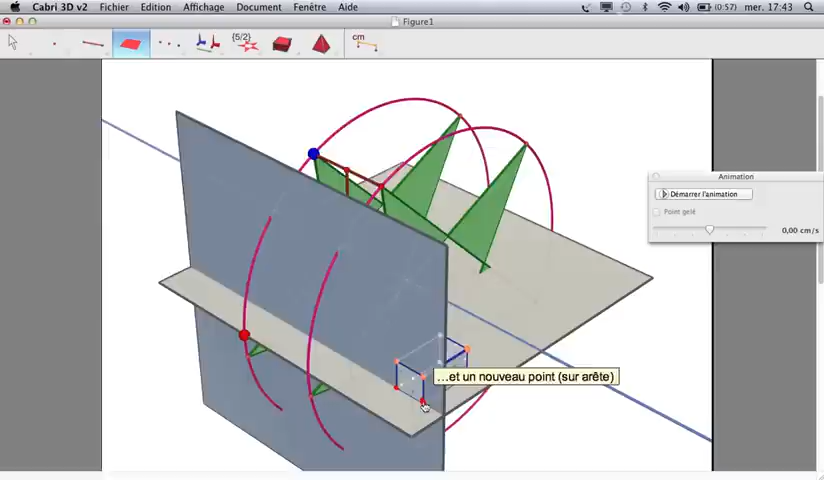 Cabri 3D v2 Fichier Edition Affichage Document Fenêtre Aide (0:57) mer. 17:43
Figure1
{5/2} cm
Animation
Démarrer l'animation
Point gelé
0,00 cm/s
...et un nouveau point (sur arête)